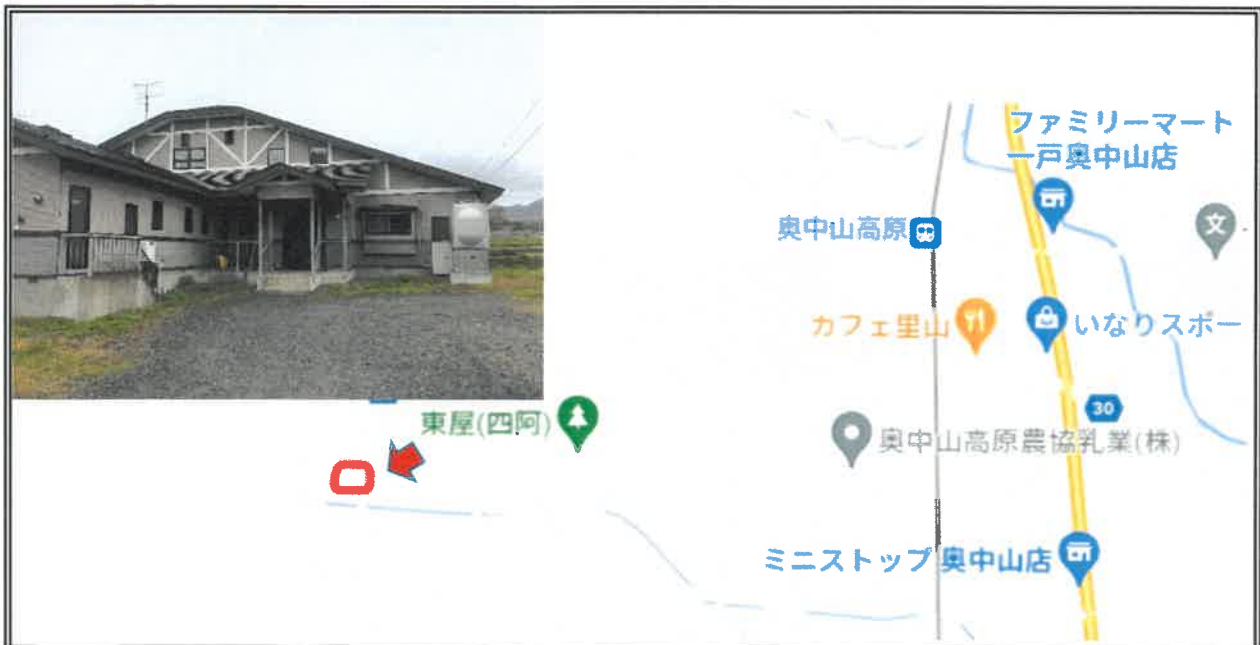 ファミリーマート
一戸奥中山店
文
奥中山高原
カフェ里山
いなりスポー
東屋(四阿)
30
奥中山高原農協乳業(株)
ミニストップ 奥中山店